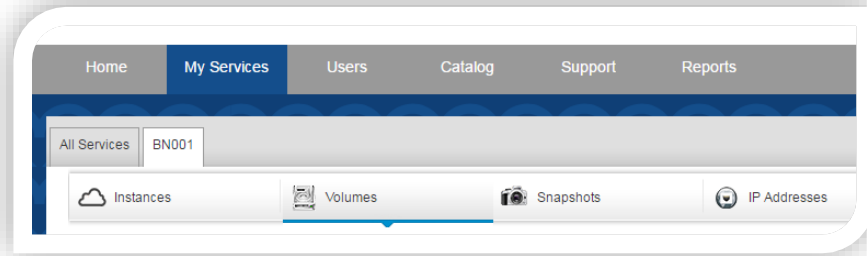 Home My Services Users Catalog Support Reports
All Services BN001
Instances Volumes Snapshots IP Addresses